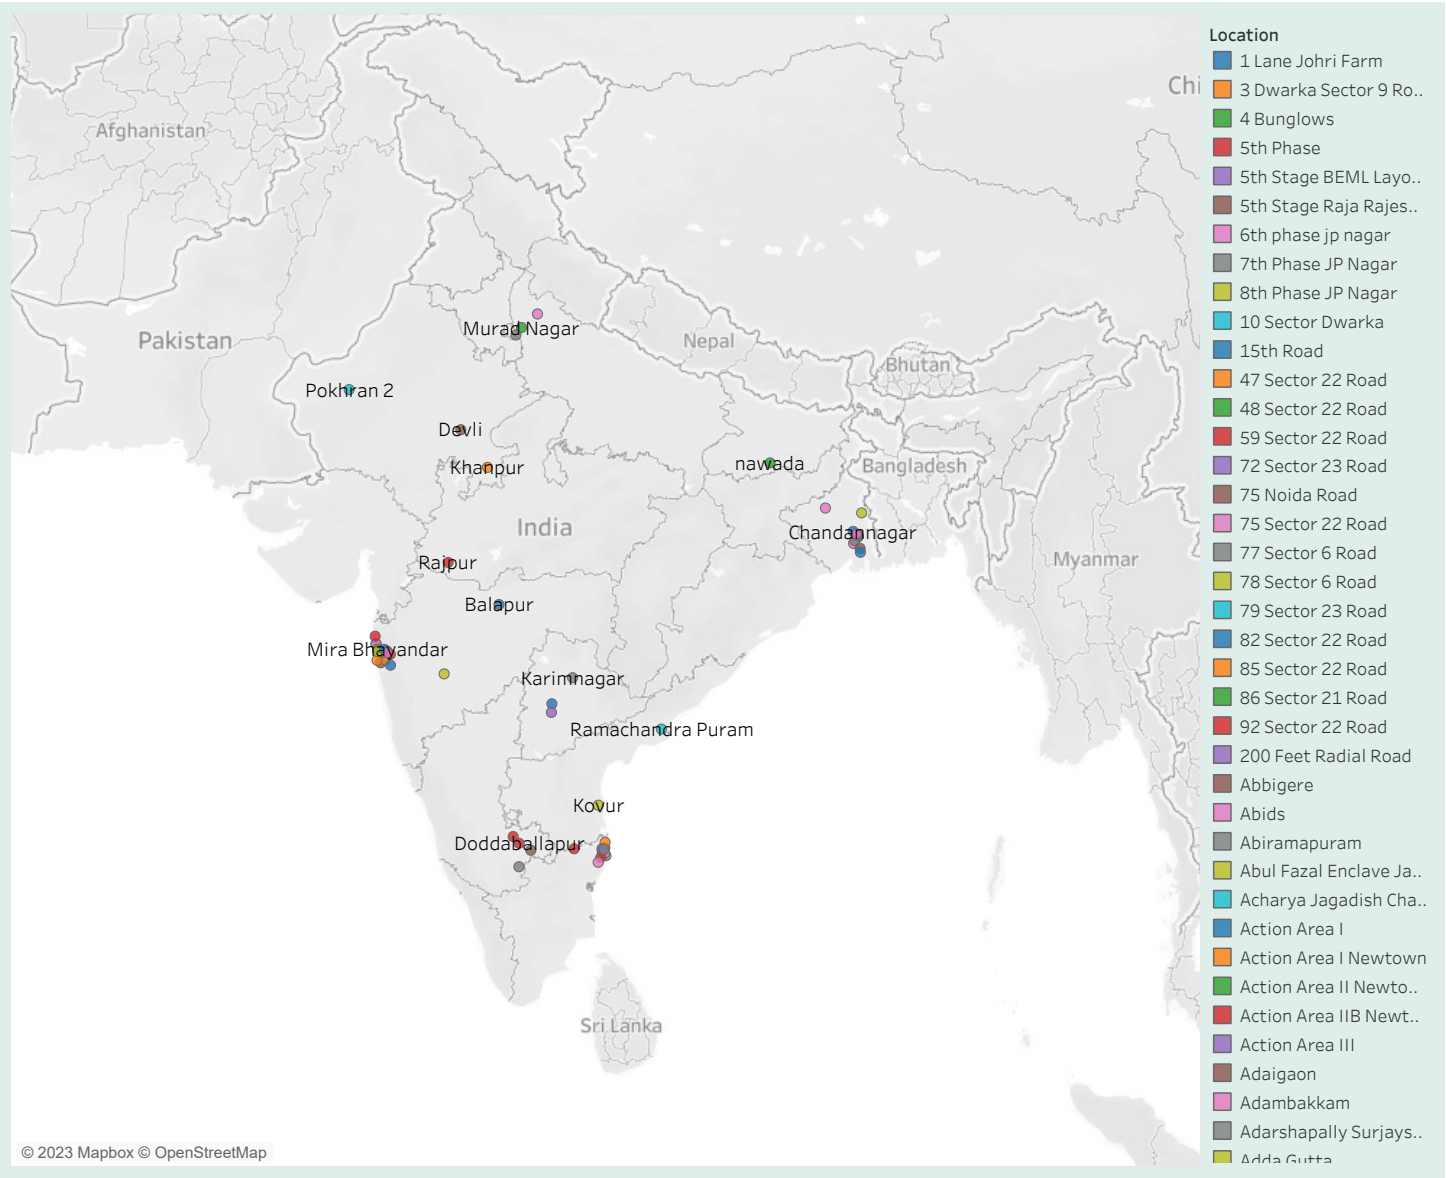 Chi
Afghanistan
Pakistan
Murad Nagar
Nepal
Bhutan
Pokhran 2
Devli
Khanpur
nawada
Bangladesh
India
Chandannagar
Myanmar
Rajpur
Balapur
Mira Bhayandar
Karimnagar
Ramachandra Puram
Kovur
Doddaballapur
Sri Lanka
© 2023 Mapbox © OpenStreetMap
Location
1 Lane Johri Farm
3 Dwarka Sector 9 Ro..
4 Bunglows
5th Phase
5th Stage BEML Layo..
5th Stage Raja Rajes..
6th phase jp nagar
7th Phase JP Nagar
8th Phase JP Nagar
10 Sector Dwarka
15th Road
47 Sector 22 Road
48 Sector 22 Road
59 Sector 22 Road
72 Sector 23 Road
75 Noida Road
75 Sector 22 Road
77 Sector 6 Road
78 Sector 6 Road
79 Sector 23 Road
82 Sector 22 Road
85 Sector 22 Road
86 Sector 21 Road
92 Sector 22 Road
200 Feet Radial Road
Abbigere
Abids
Abiramapuram
Abul Fazal Enclave Ja..
Acharya Jagadish Cha..
Action Area I
Action Area I Newtown
Action Area II Newto..
Action Area IIB Newt..
Action Area III
Adaigaon
Adambakkam
Adarshapally Surjays..
Adda Gutta